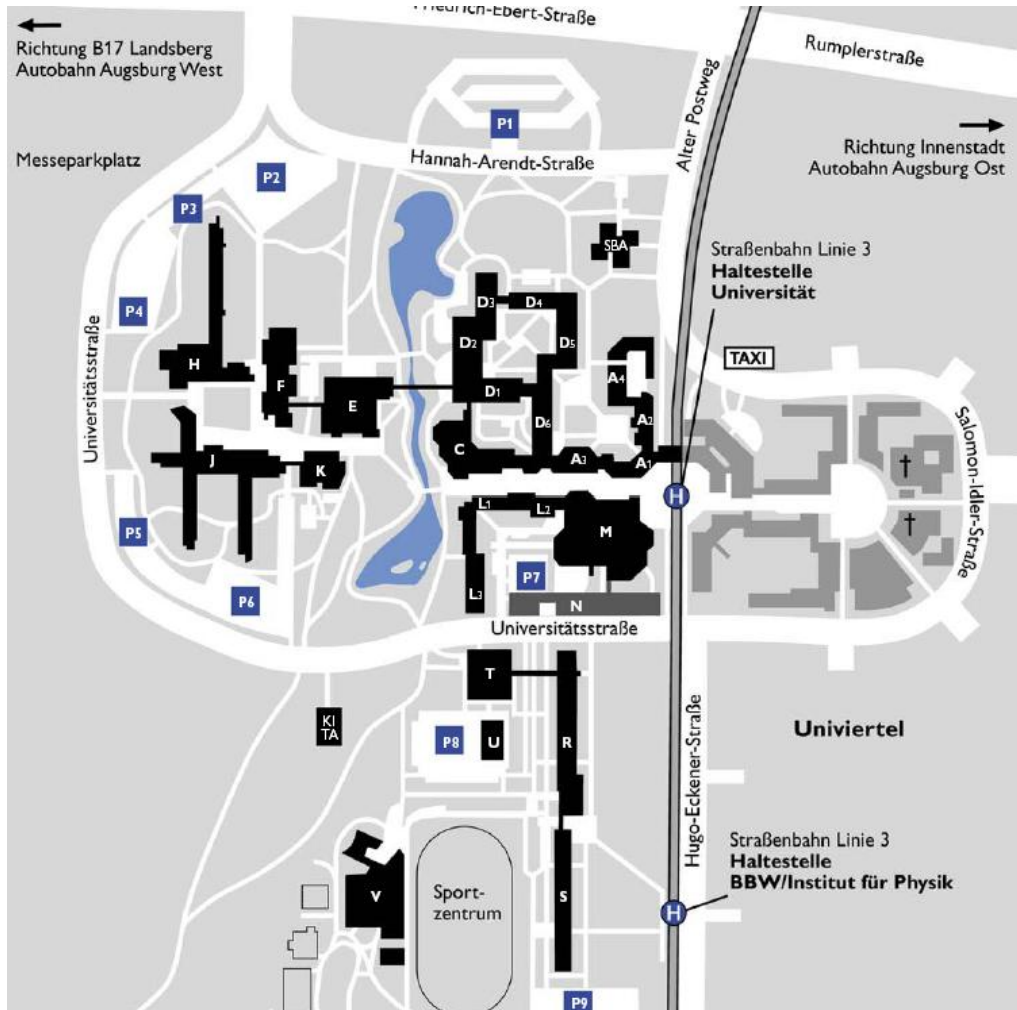 Friedrich-Ebert-Straße
Richtung B17 Landsberg
Autobahn Augsburg West
Rumplerstraße
Alter Postweg
P1
Hannah-Arendt-Straße
Richtung Innenstadt
Autobahn Augsburg Ost
Messeparkplatz
P2
P3
SBA
Straßenbahn Linie 3
Haltestelle
Universität
P4
D3
D4
D2
D5
TAXI
H
F
A4
E
D1
A2
D6
Universitätsstraße
Salomon-Idler-Straße
C
A3
A1
J
K
H
L1
L2
M
P5
P7
P6
L3
N
Universitätsstraße
T
KI
TA
P8
U
R
Univiertel
Hugo-Eckener-Straße
Straßenbahn Linie 3
Haltestelle
BBW/Institut für Physik
V
Sport-
zentrum
S
H
P9